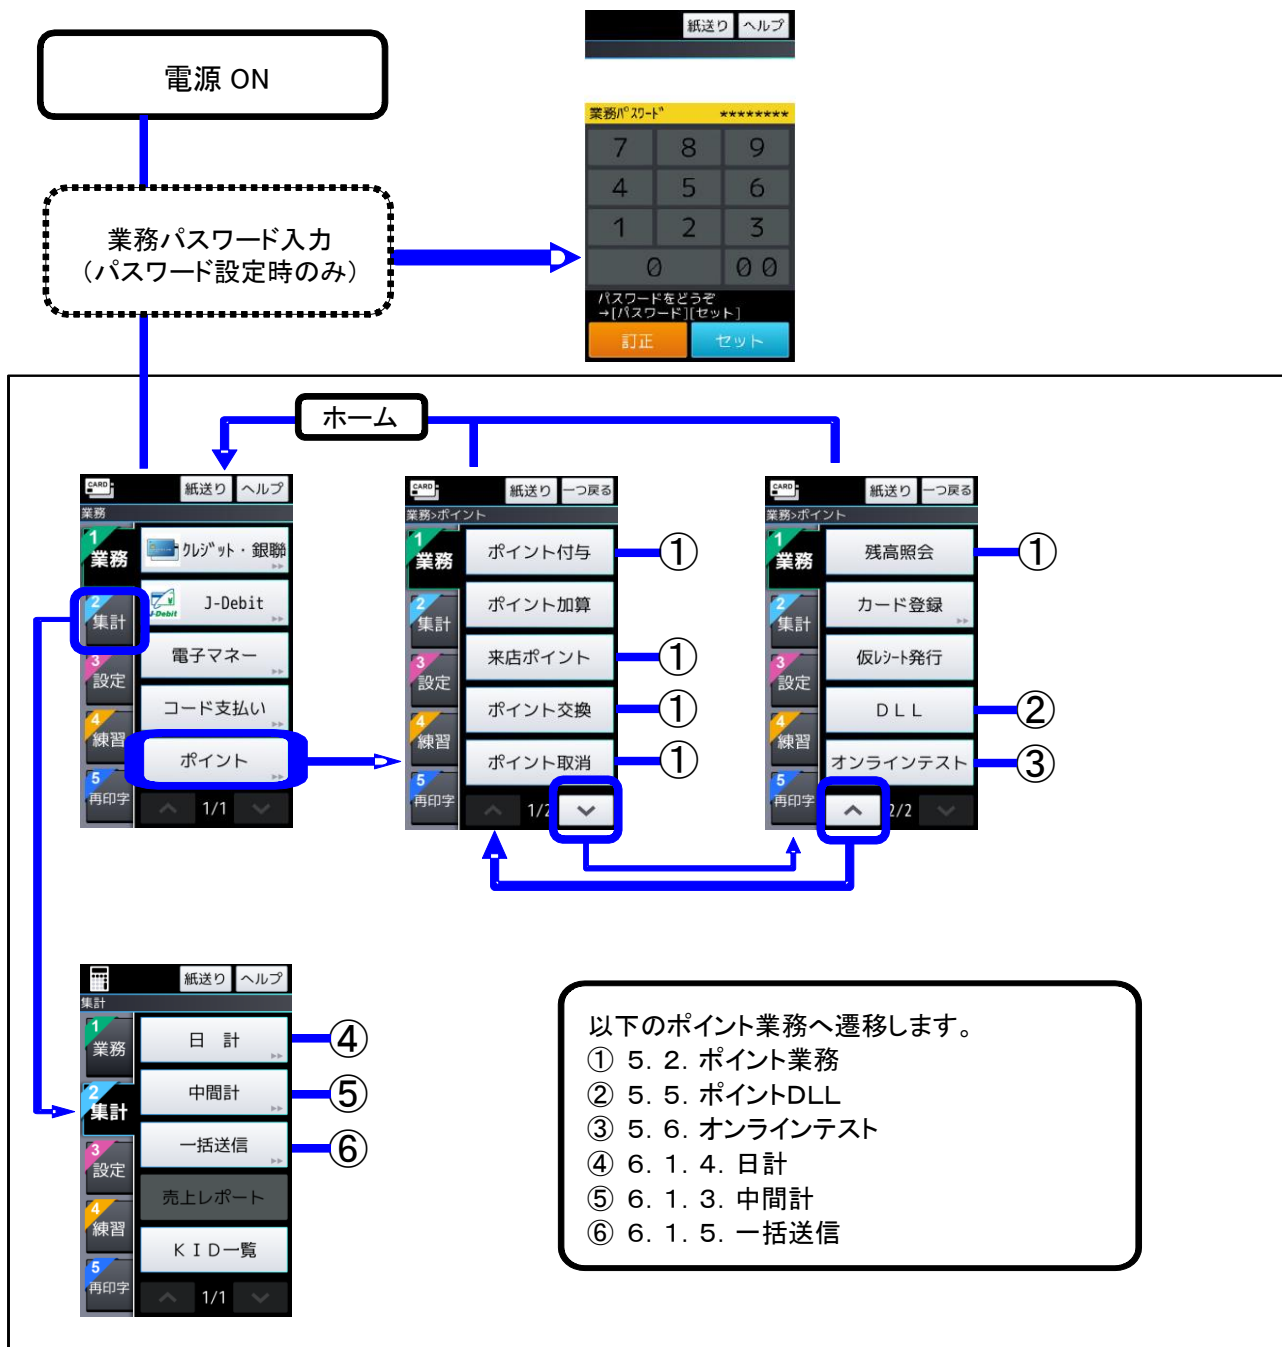 電源 ON
業務パスワード入力
（パスワード設定時のみ）
紙送り ヘルプ
業務ﾊﾟｽﾜｰﾄﾞ ********
7 8 9
4 5 6
1 2 3
0 00
パスワードをどうぞ
→[パスワード][セット]
訂正 セット
ホーム
CARD 紙送り ヘルプ
業務
1 業務
2 集計
3 設定
4 練習
5 再印字
ｸﾚｼﾞｯﾄ・銀聯
J-Debit J-Debit
電子マネー
コード支払い
ポイント
1/1
CARD 紙送り 一つ戻る
業務>ポイント
1 業務
2 集計
3 設定
4 練習
5 再印字
ポイント付与 ①
ポイント加算
来店ポイント ①
ポイント交換 ①
ポイント取消 ①
1/2
CARD 紙送り 一つ戻る
業務>ポイント
1 業務
2 集計
3 設定
4 練習
5 再印字
残高照会 ①
カード登録
仮ﾚｼｰﾄ発行
ＤＬＬ ②
オンラインテスト ③
2/2
紙送り ヘルプ
集計
1 業務
2 集計
3 設定
4 練習
5 再印字
日　計 ④
中間計 ⑤
一括送信 ⑥
売上レポート
ＫＩＤ一覧
1/1
以下のポイント業務へ遷移します。
① ５．２．ポイント業務
② ５．５．ポイントＤＬＬ
③ ５．６．オンラインテスト
④ ６．１．４．日計
⑤ ６．１．３．中間計
⑥ ６．１．５．一括送信